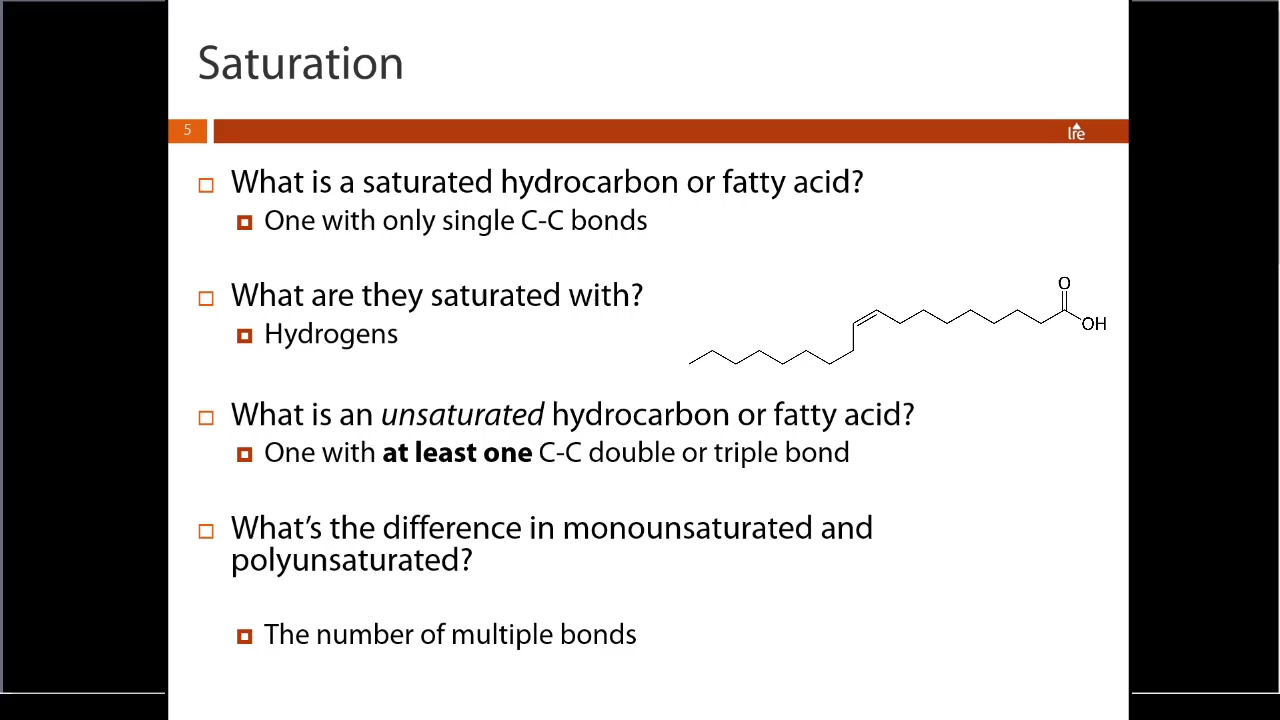 Saturation
5
lre
What is a saturated hydrocarbon or fatty acid?
One with only single C-C bonds
What are they saturated with?
Hydrogens
O
OH
What is an unsaturated hydrocarbon or fatty acid?
One with at least one C-C double or triple bond
What's the difference in monounsaturated and
polyunsaturated?
The number of multiple bonds